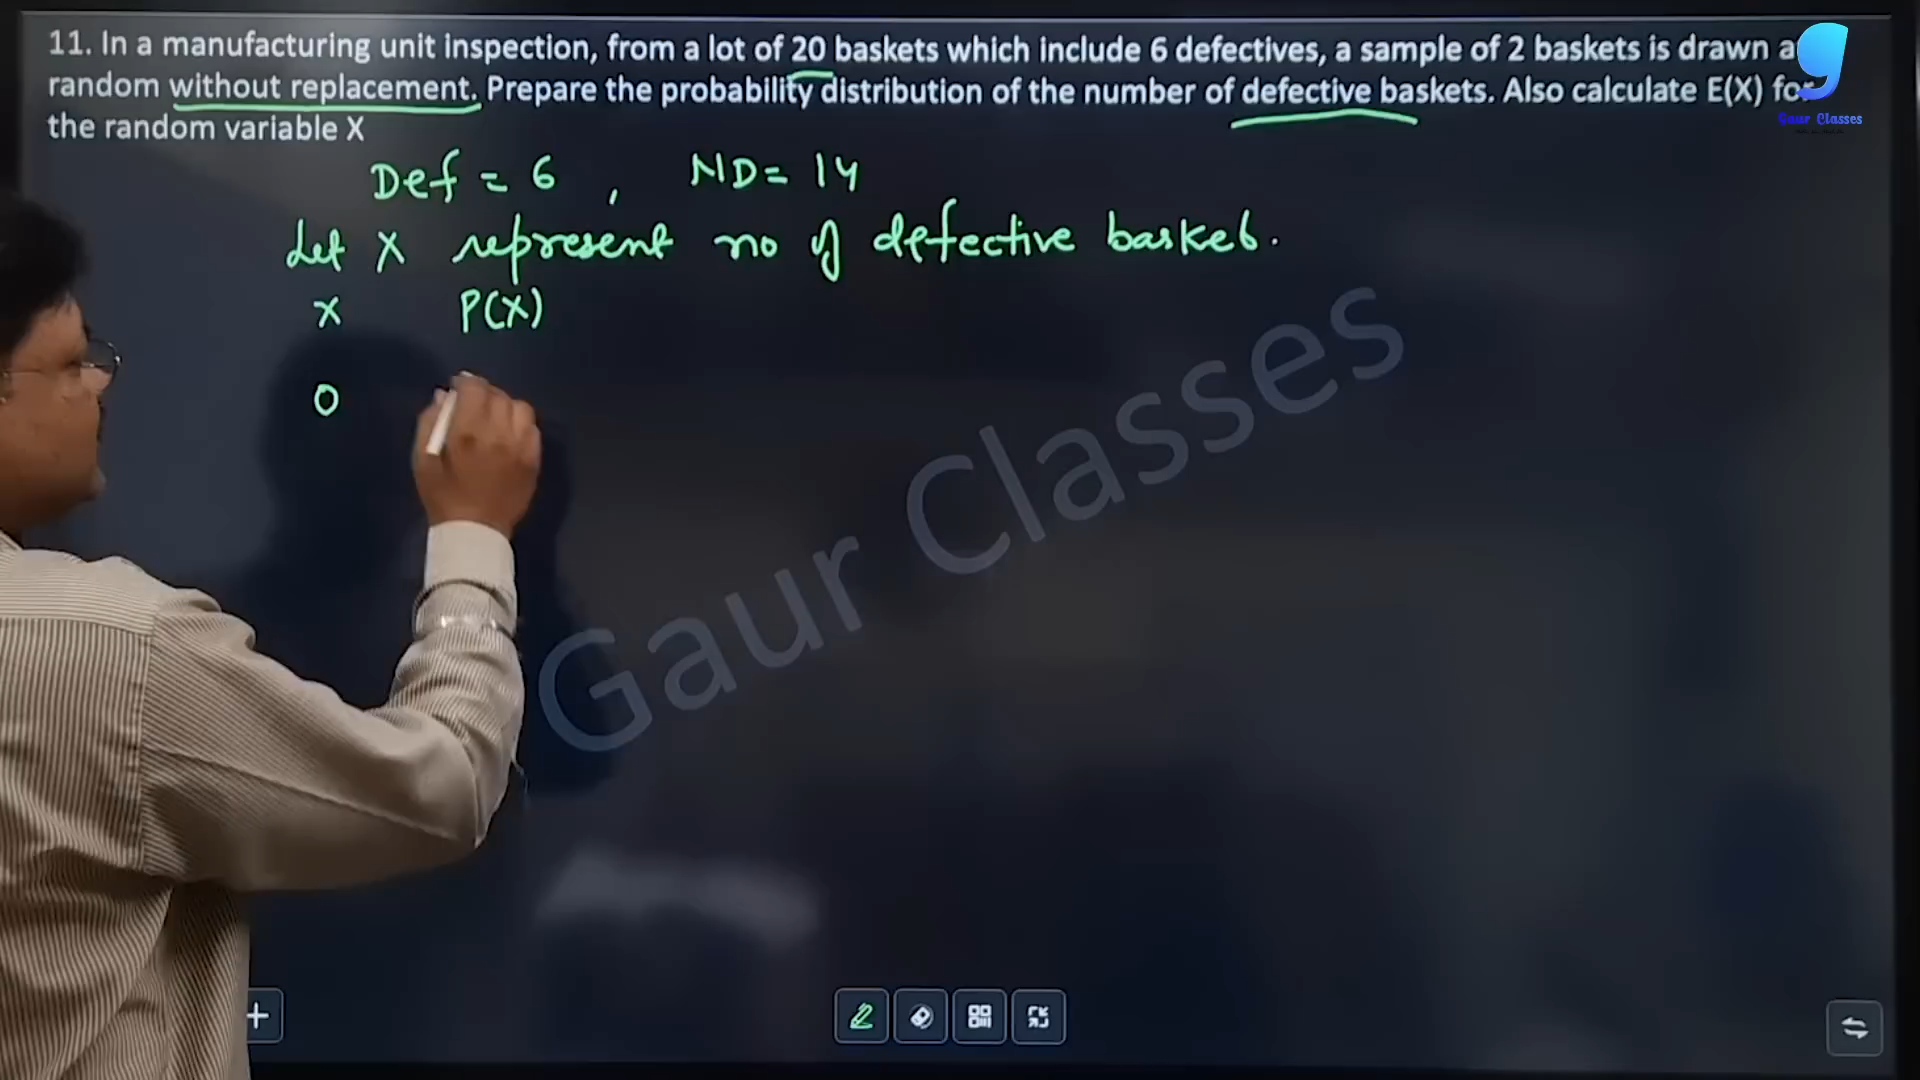 11. In a manufacturing unit inspection, from a lot of 20 baskets which include 6 defectives, a sample of 2 baskets is drawn a
random without replacement. Prepare the probability distribution of the number of defective baskets. Also calculate E(X) for
the random variable X
Def = 6 , ND = 14
Let X represent no of defective basket.
X P(X)
0
Gaur Classes
g
Gaur Classes